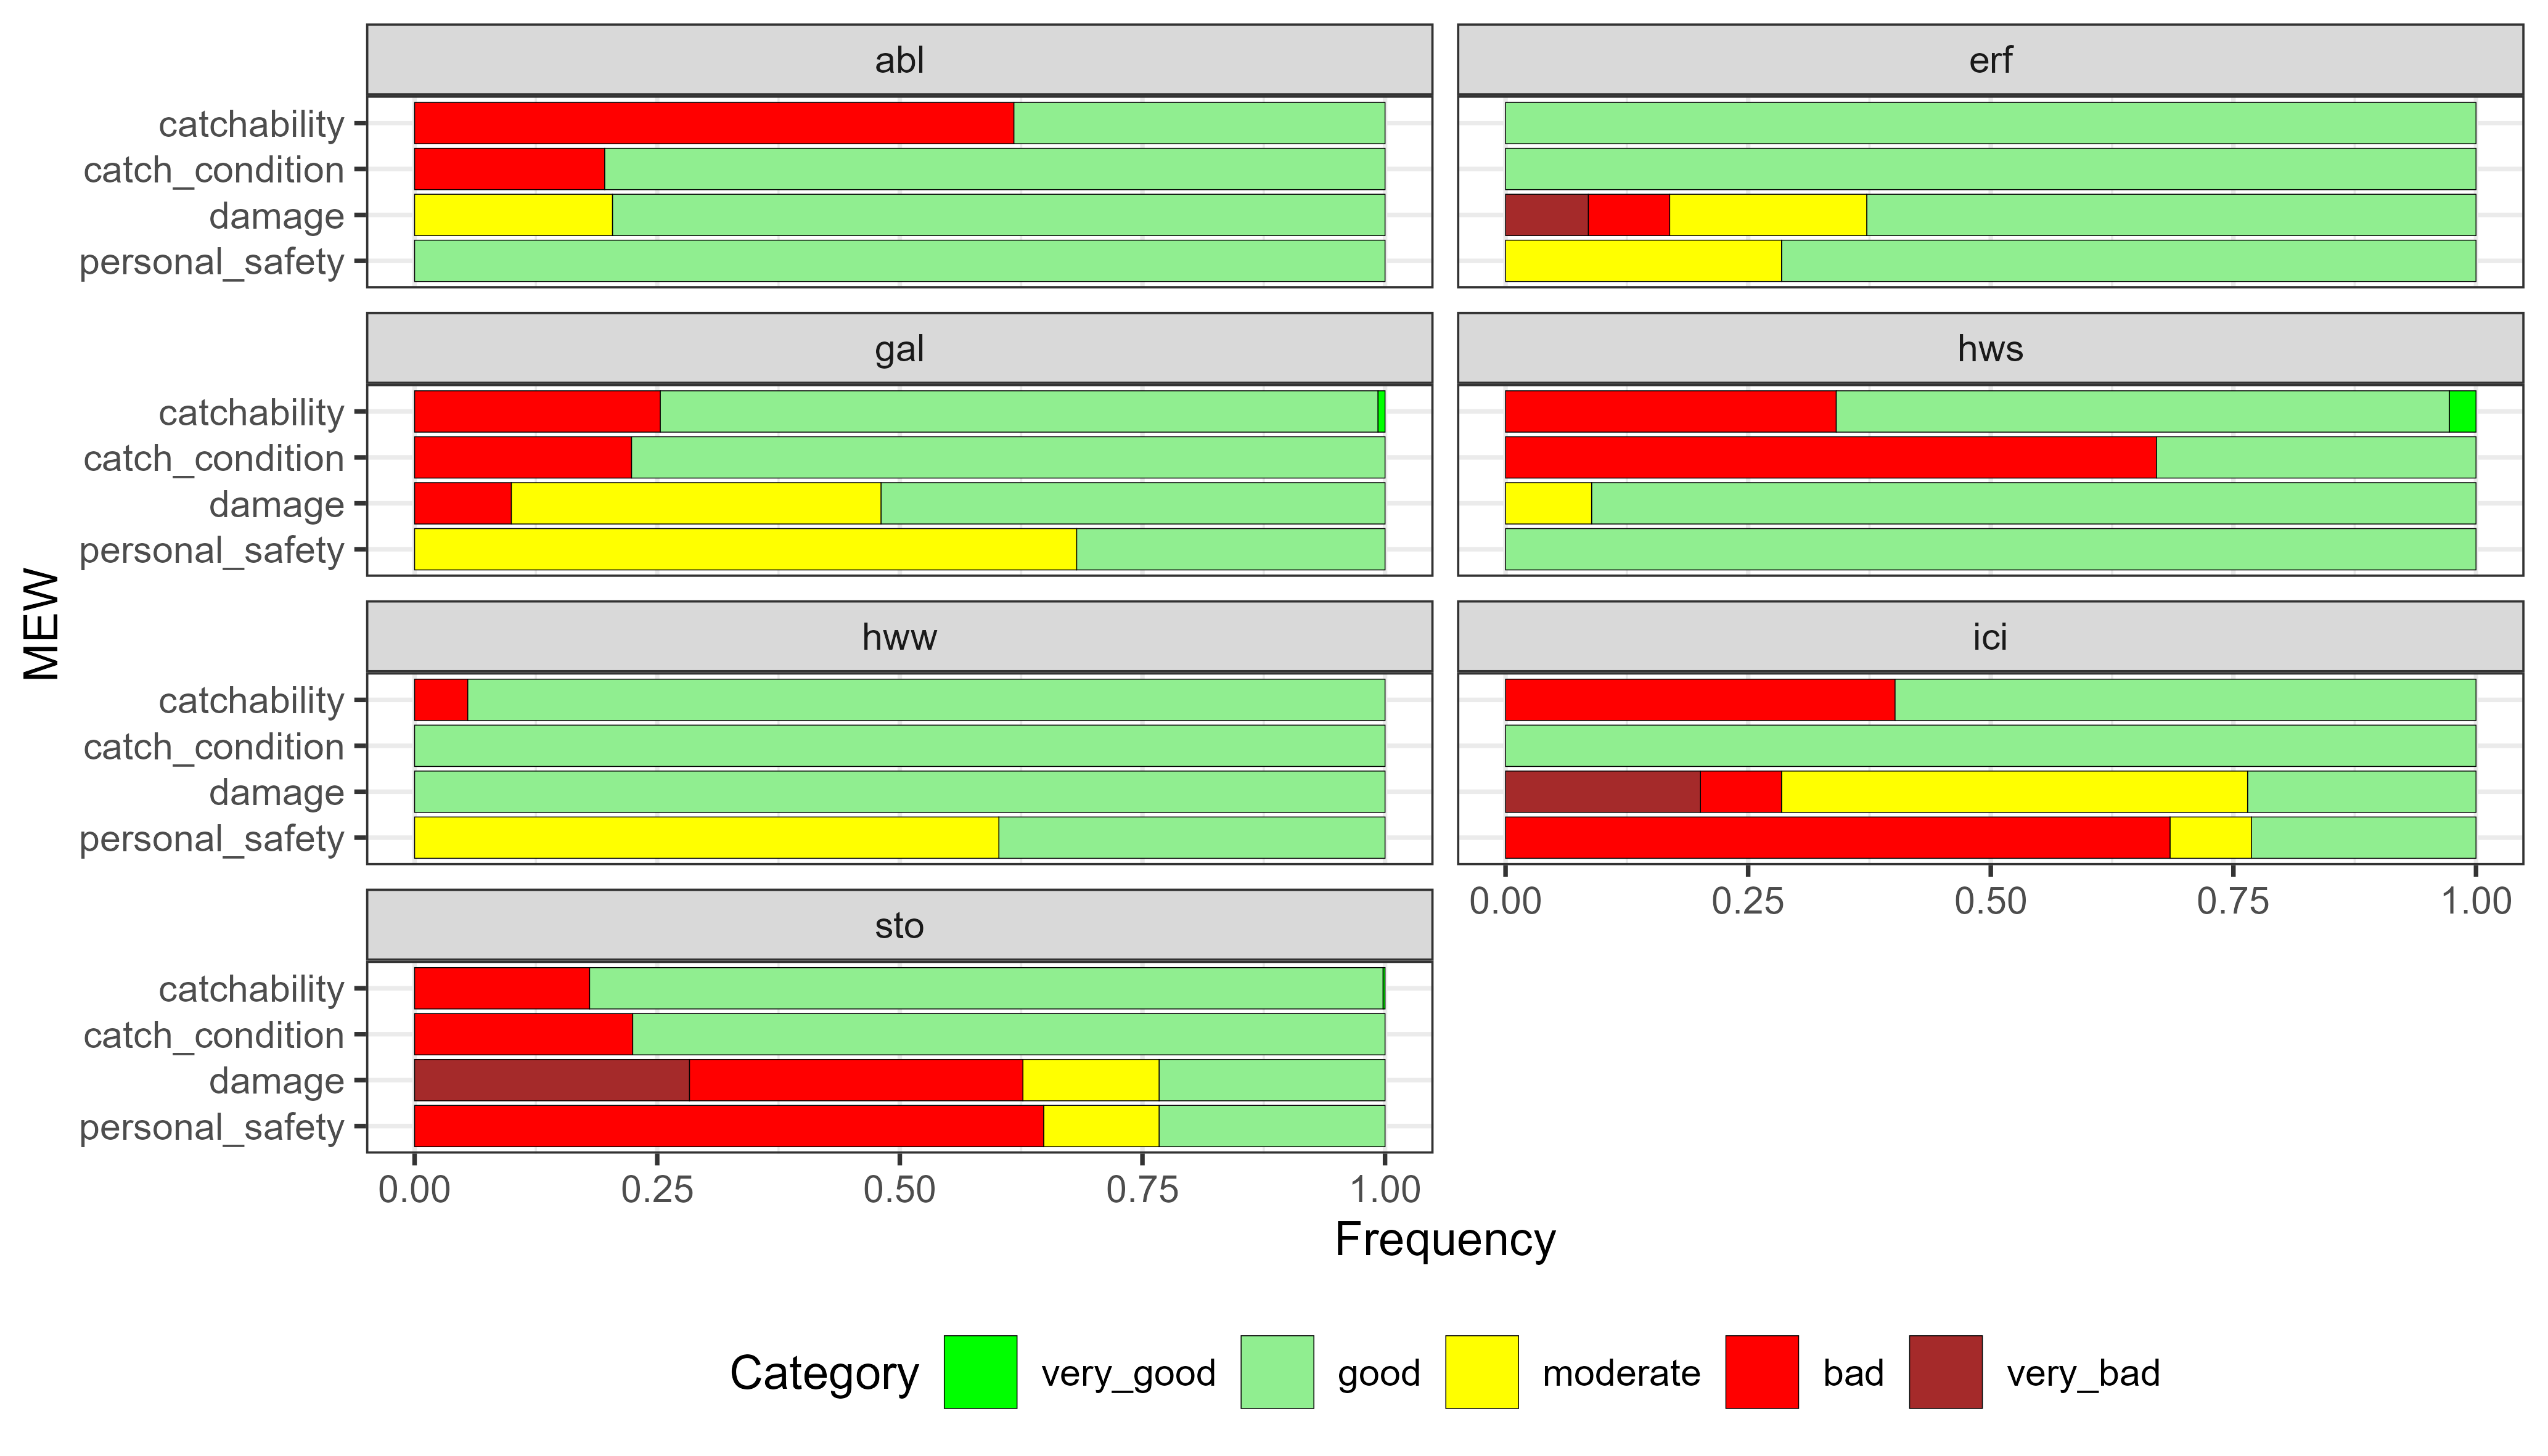 abl
erf
catchability
catch_condition
damage
personal_safety
gal
hws
catchability
catch_condition
damage
personal_safety
MEW
hww
ici
catchability
catch_condition
damage
personal_safety
0.00 0.25 0.50 0.75 1.00
sto
catchability
catch_condition
damage
personal_safety
0.00 0.25 0.50 0.75 1.00
Frequency
Category very_good good moderate bad very_bad